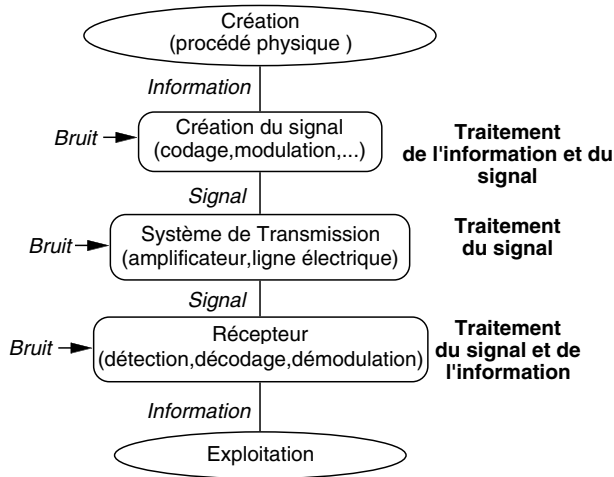 Création
(procédé physique )
Information
Bruit
Création du signal
(codage,modulation,...)
Traitement
de l'information et du
signal
Signal
Bruit
Système de Transmission
(amplificateur,ligne électrique)
Traitement
du signal
Signal
Bruit
Récepteur
(détection,décodage,démodulation)
Traitement
du signal et de
l'information
Information
Exploitation